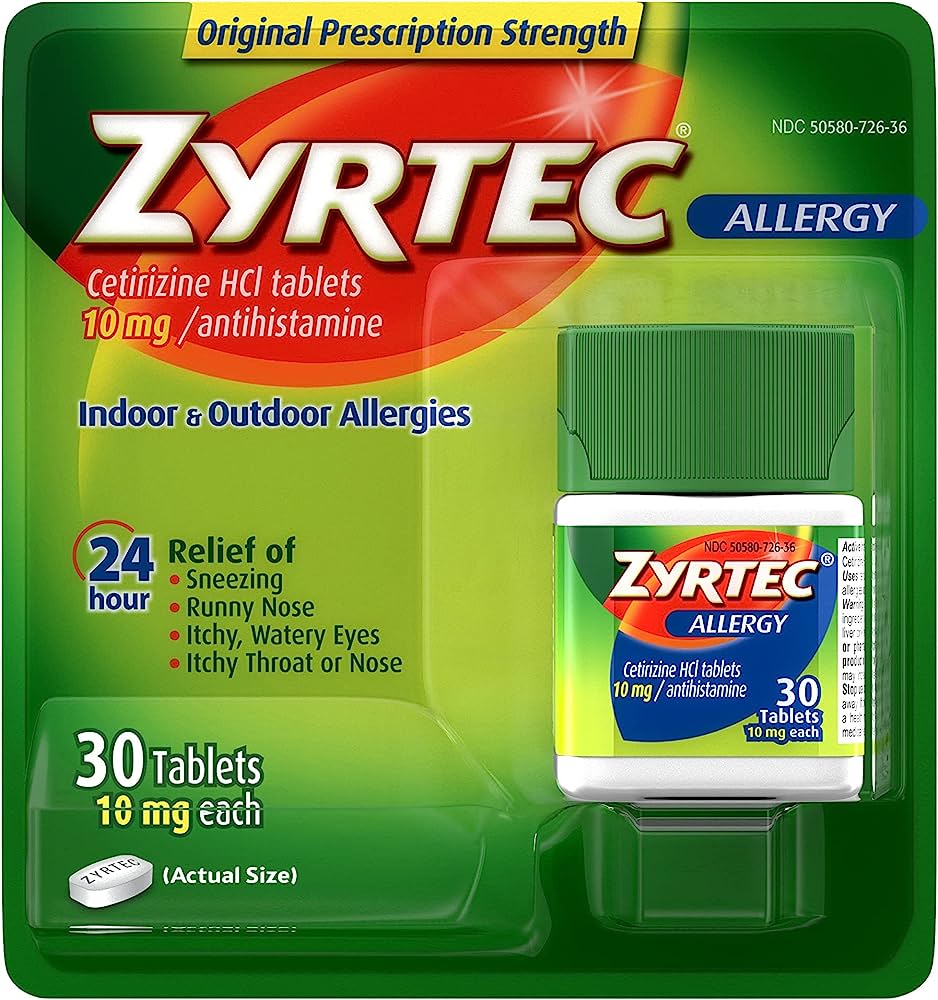 Original Prescription Strength
ZYRTEC®
NDC 50580-726-36
ALLERGY
Cetirizine HCl tablets
10 mg / antihistamine
Indoor & Outdoor Allergies
24
hour
Relief of
• Sneezing
• Runny Nose
• Itchy, Watery Eyes
• Itchy Throat or Nose
30 Tablets
10 mg each
ZYRTEC
(Actual Size)
NDC 50580-726-36
ZYRTEC®
ALLERGY
Cetirizine HCl tablets
10 mg / antihistamine
30
Tablets
10 mg each
Uses